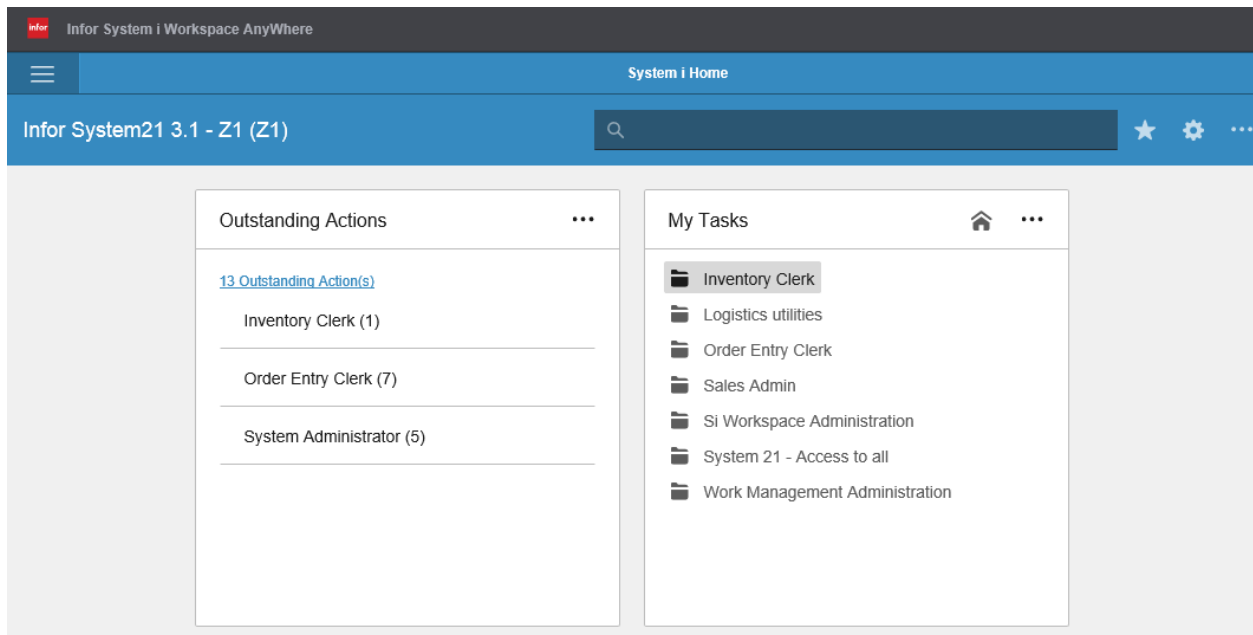 infor Infor System i Workspace AnyWhere
System i Home
Infor System21 3.1 - Z1 (Z1)
Outstanding Actions
13 Outstanding Action(s)
Inventory Clerk (1)
Order Entry Clerk (7)
System Administrator (5)
My Tasks
Inventory Clerk
Logistics utilities
Order Entry Clerk
Sales Admin
Si Workspace Administration
System 21 - Access to all
Work Management Administration